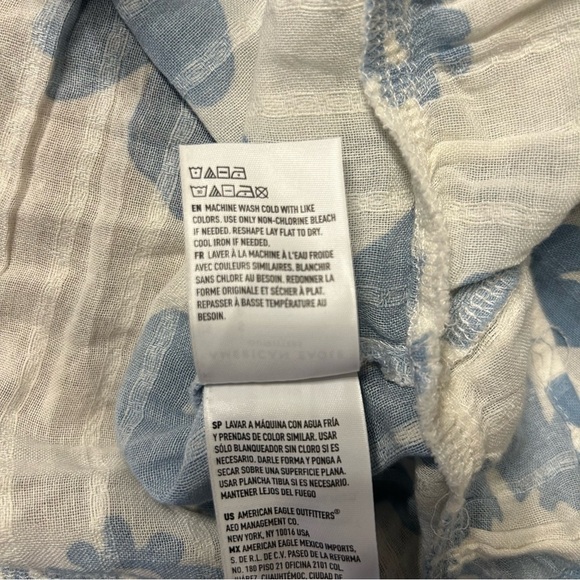 EN MACHINE WASH COLD WITH LIKE
COLORS. USE ONLY NON-CHLORINE BLEACH
IF NEEDED. RESHAPE LAY FLAT TO DRY.
COOL IRON IF NEEDED.
FR LAVER À LA MACHINE À L'EAU FROIDE
AVEC COULEURS SIMILAIRES. BLANCHIR
SANS CHLORE AU BESOIN. REDONNER LA
FORME ORIGINALE ET SÉCHER À PLAT.
REPASSER À BASSE TEMPÉRATURE AU
BESOIN.
AMERICAN EAGLE
SP LAVAR A MÁQUINA CON AGUA FRÍA
Y PRENDAS DE COLOR SIMILAR. USAR
SÓLO BLANQUEADOR SIN CLORO SI ES
NECESARIO. DARLE FORMA Y PONGA A
SECAR SOBRE UNA SUPERFICIE PLANA.
USAR PLANCHA TIBIA SI ES NECESARIO.
MANTENER LEJOS DEL FUEGO
US AMERICAN EAGLE OUTFITTERS®
AEO MANAGEMENT CO.
NEW YORK, NY 10016 USA
MX AMERICAN EAGLE MEXICO IMPORTS,
S. DE R.L. DE C.V. PASEO DE LA REFORMA
NO. 180 PISO 21 OFICINA 2101 COL.
JUÁREZ, CUAUHTÉMOC, CIUDAD DE